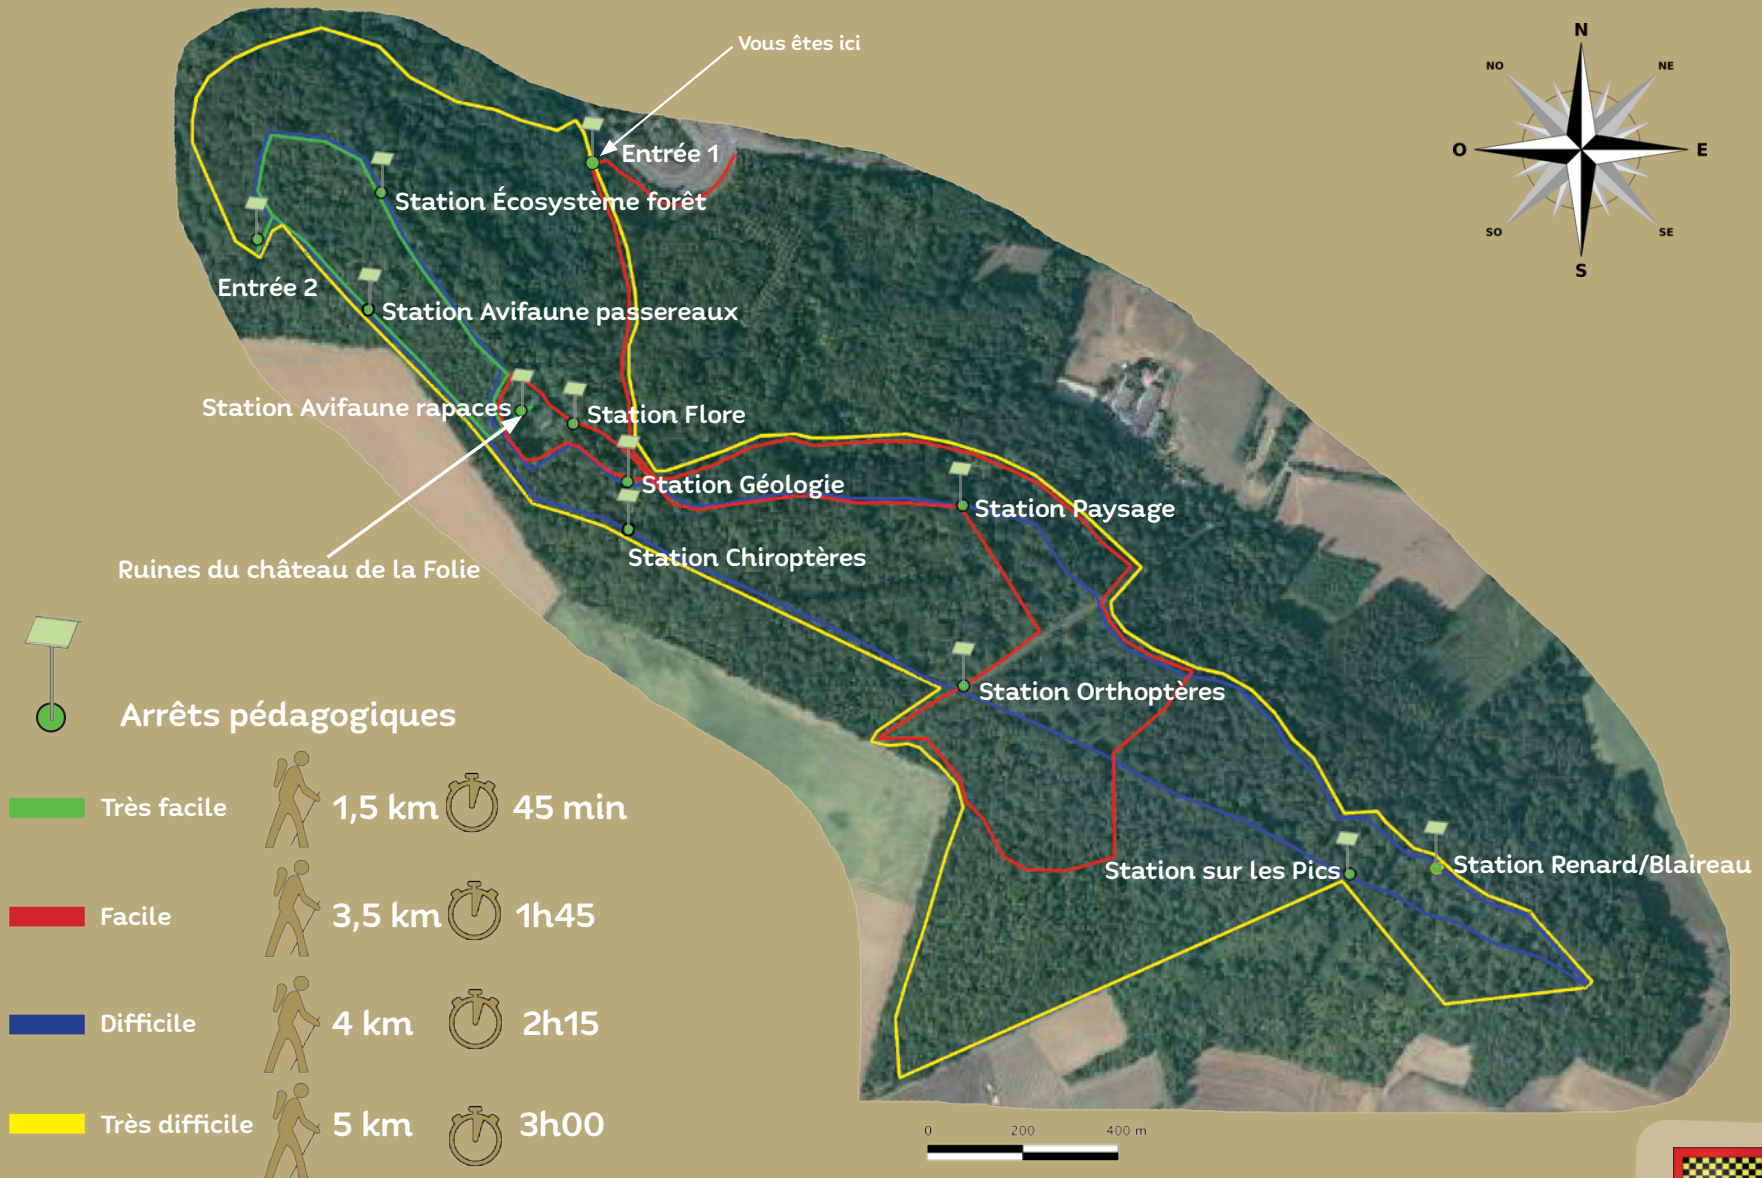 Vous êtes ici
N
NO
NE
O
E
SO
SE
S
Entrée 1
Station Écosystème forêt
Entrée 2
Station Avifaune passereaux
Station Avifaune rapaces
Station Flore
Station Géologie
Station Paysage
Station Chiroptères
Ruines du château de la Folie
Station Orthoptères
Arrêts pédagogiques
Très facile 1,5 km 45 min
Station sur les Pics
Station Renard/Blaireau
Facile 3,5 km 1h45
Difficile 4 km 2h15
Très difficile 5 km 3h00
0 200 400 m